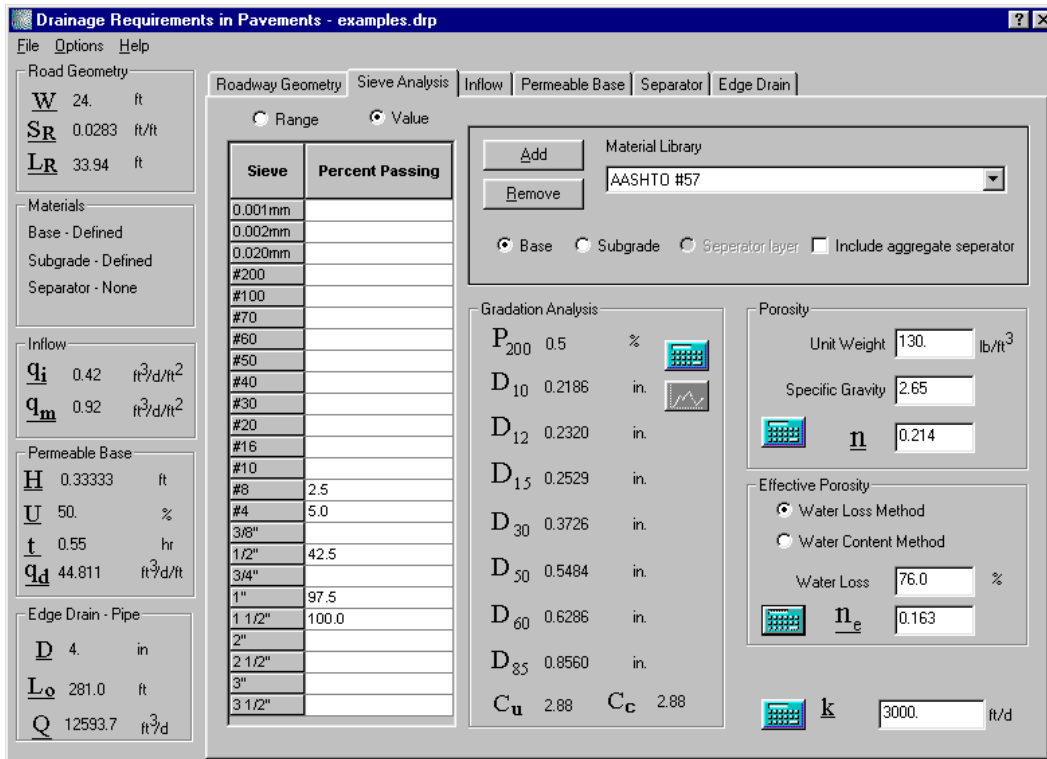 Drainage Requirements in Pavements - examples.drp
File Options Help
Road Geometry
W 24. ft
SR 0.0283 ft/ft
LR 33.94 ft
Materials
Base - Defined
Subgrade - Defined
Separator - None
Inflow
qi 0.42 ft3/d/ft2
qm 0.92 ft3/d/ft2
Permeable Base
H 0.33333 ft
U 50. %
t 0.55 hr
qd 44.811 ft3/d/ft
Edge Drain - Pipe
D 4. in
Lo 281.0 ft
Q 12593.7 ft3/d
Roadway Geometry Sieve Analysis Inflow Permeable Base Separator Edge Drain
Range Value
Sieve Percent Passing
0.001mm
0.002mm
0.020mm
#200
#100
#70
#60
#50
#40
#30
#20
#16
#10
#8 2.5
#4 5.0
3/8"
1/2" 42.5
3/4"
1" 97.5
1 1/2" 100.0
2"
2 1/2"
3"
3 1/2"
Add
Remove
Material Library
AASHTO #57
Base Subgrade Seperator layer Include aggregate seperator
Gradation Analysis
P200 0.5 %
D10 0.2186 in.
D12 0.2320 in.
D15 0.2529 in.
D30 0.3726 in.
D50 0.5484 in.
D60 0.6286 in.
D85 0.8560 in.
Cu 2.88 Cc 2.88
Porosity
Unit Weight 130. lb/ft3
Specific Gravity 2.65
n 0.214
Effective Porosity
Water Loss Method
Water Content Method
Water Loss 76.0 %
ne 0.163
k 3000. ft/d